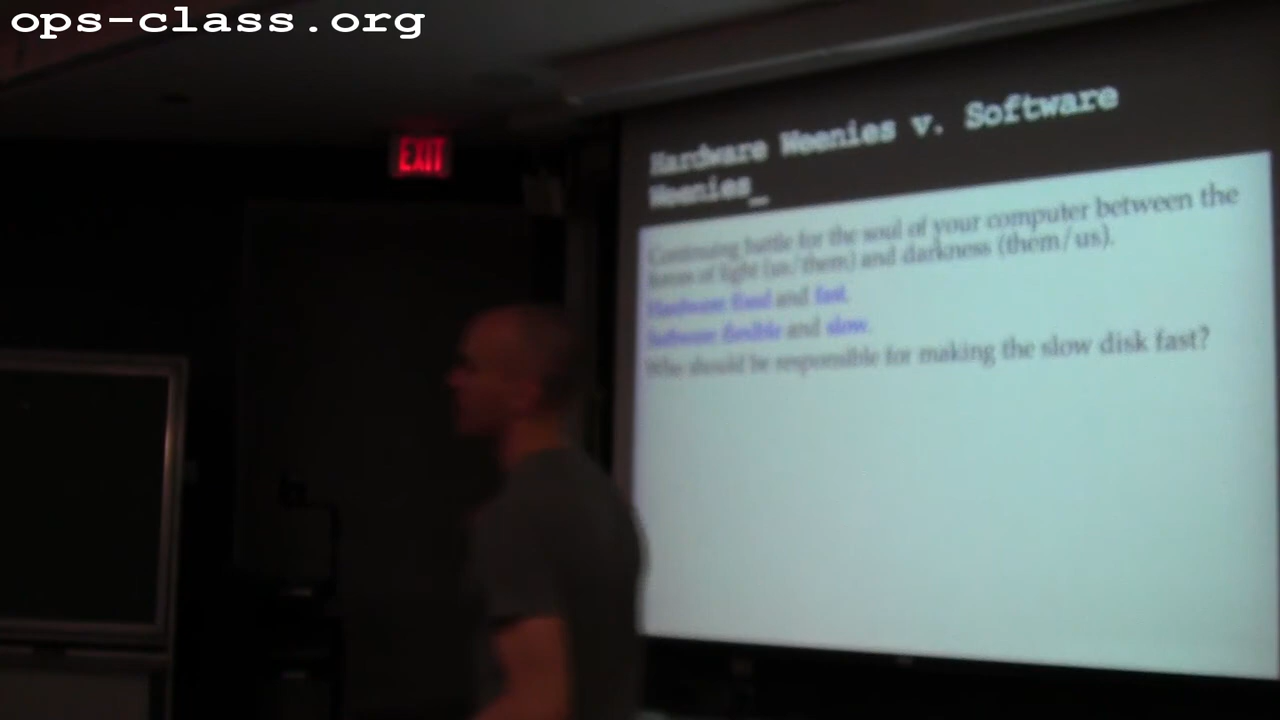 ops-class.org
EXIT
Hardware Weenies v. Software
Weenies_
Continuing battle for the soul of your computer between the
forces of light (us/them) and darkness (them/us).
Hardware: fixed and fast.
Software: flexible and slow.
Who should be responsible for making the slow disk fast?